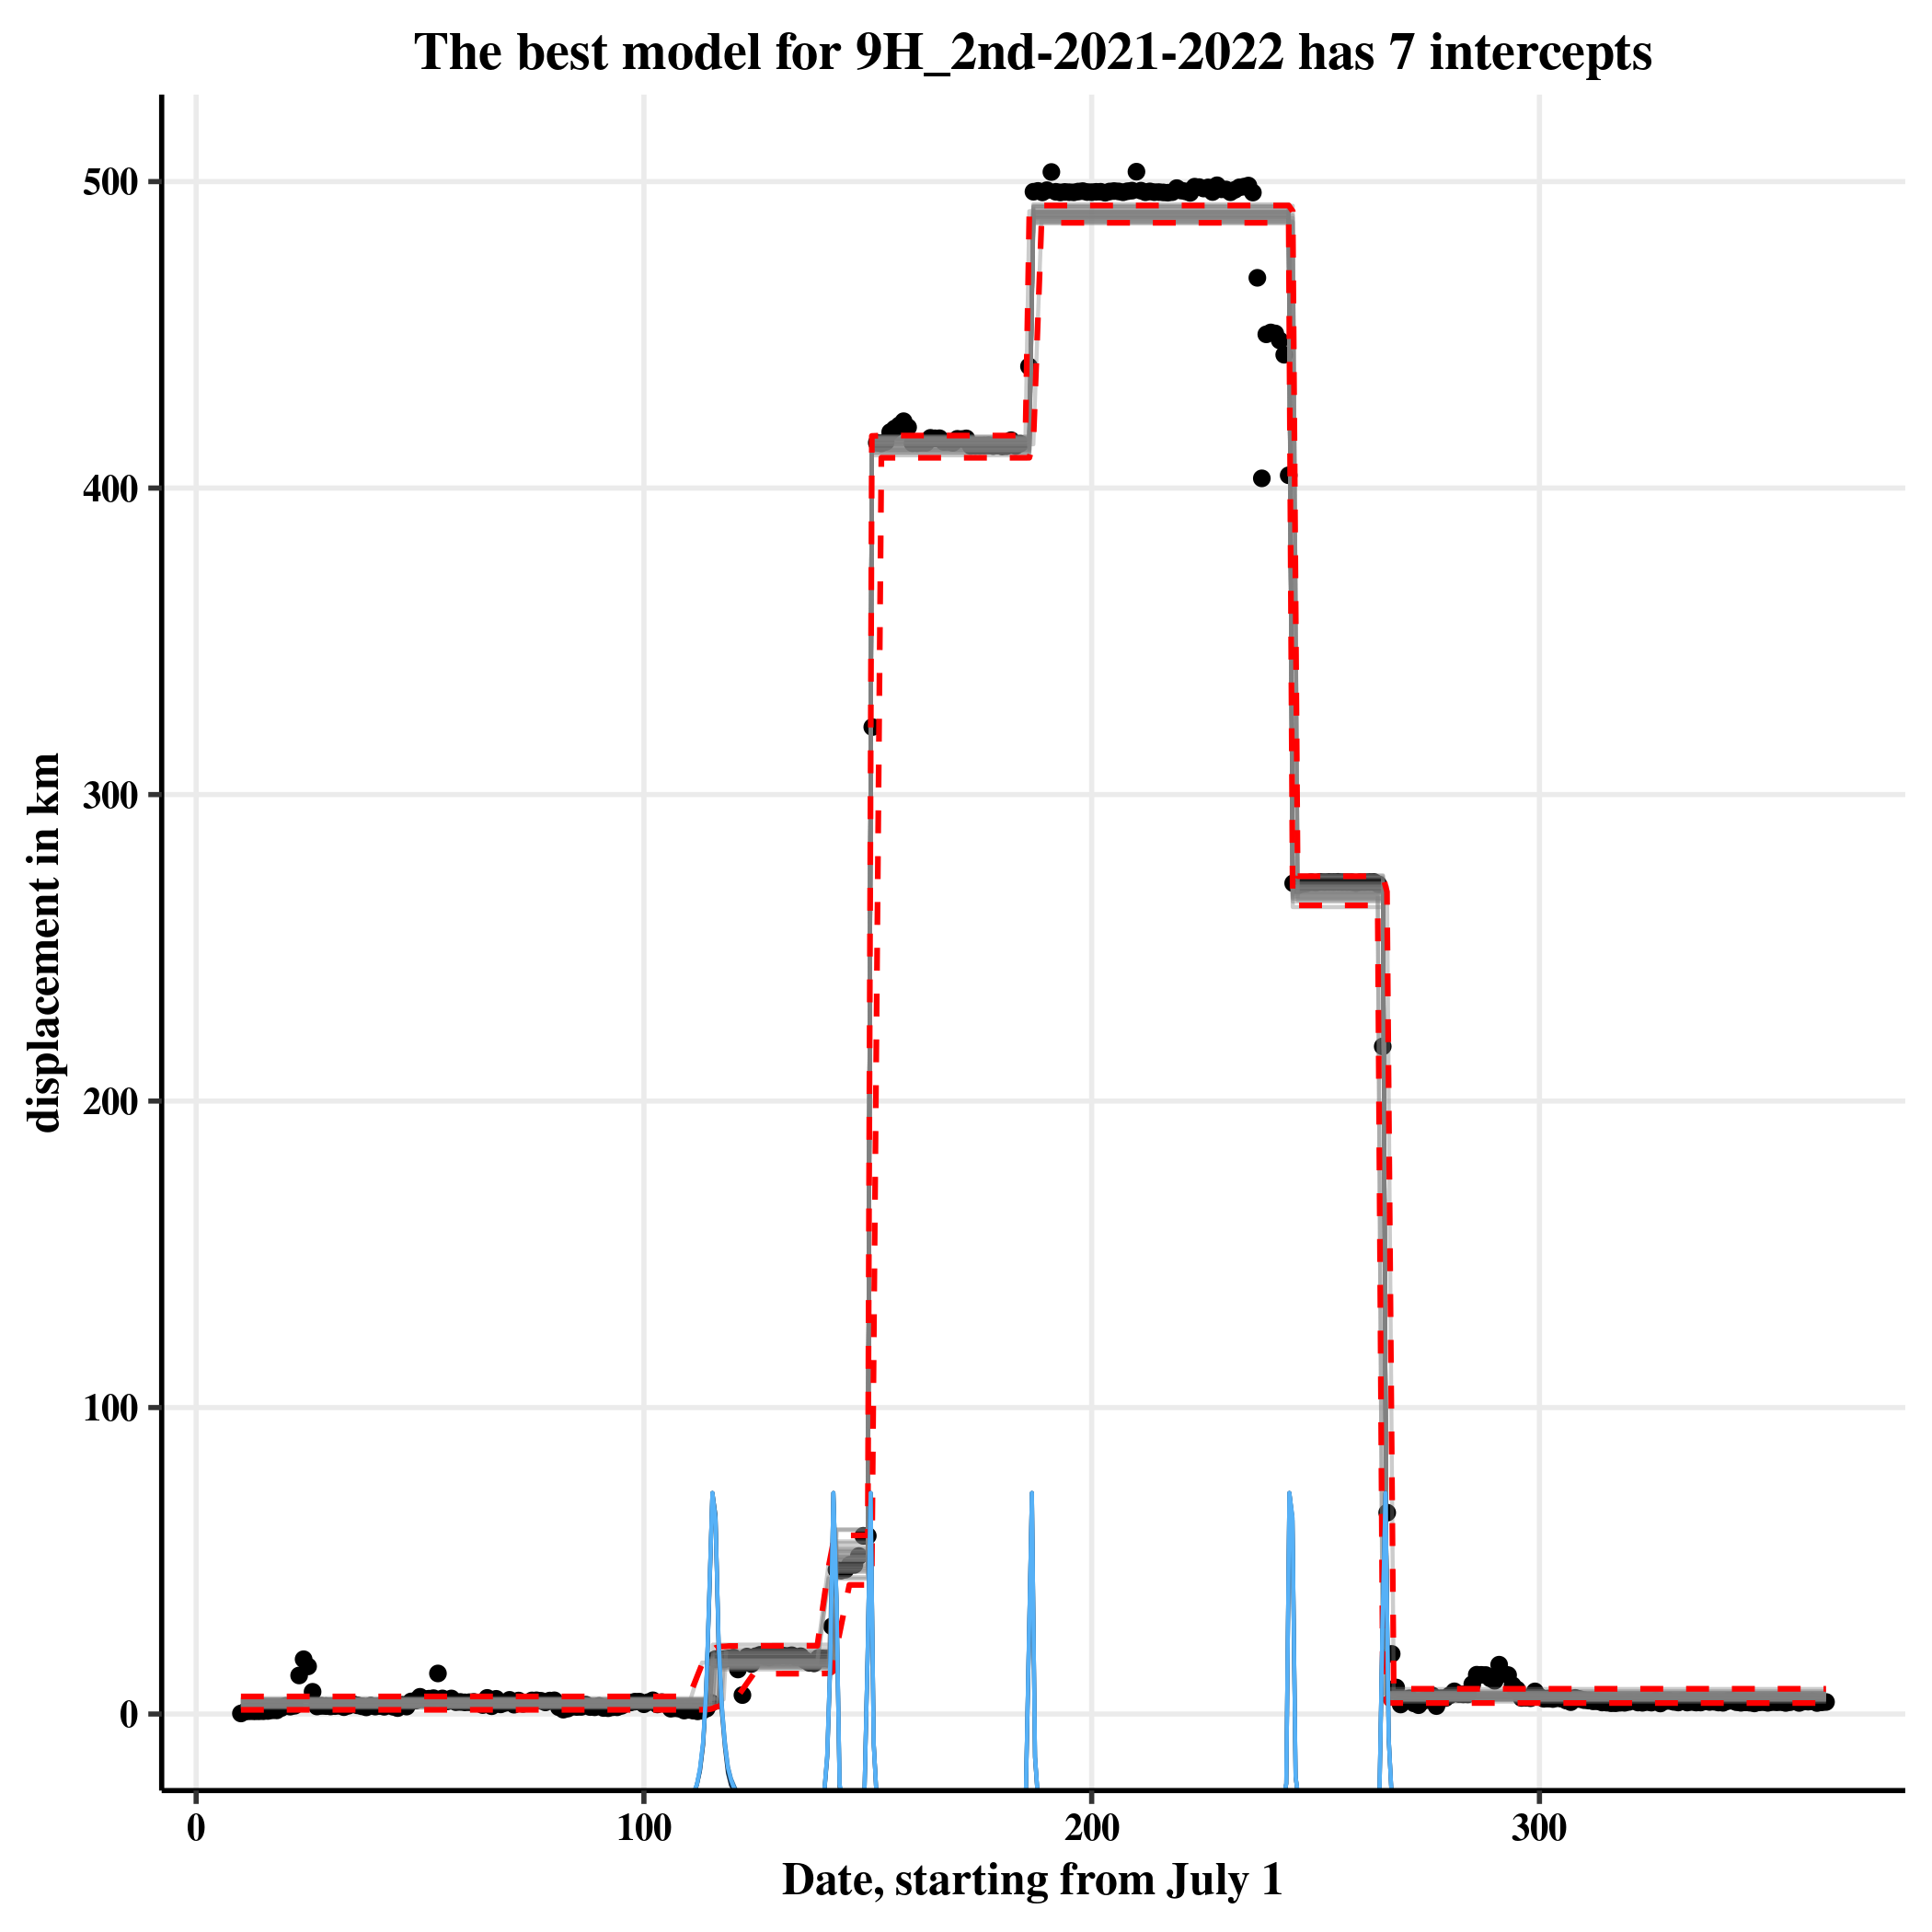 The best model for 9H_2nd-2021-2022 has 7 intercepts
displacement in km
500
400
300
200
100
0
0 100 200 300
Date, starting from July 1